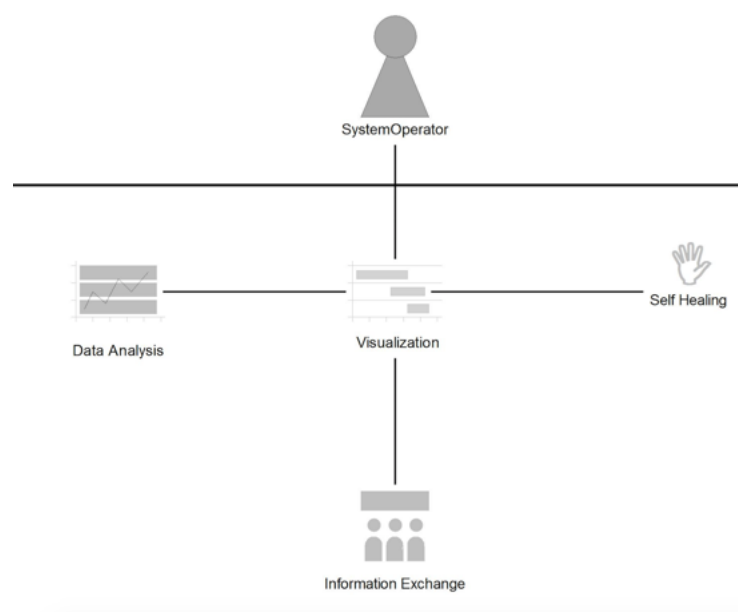 SystemOperator
Self Healing
Data Analysis
Visualization
Information Exchange